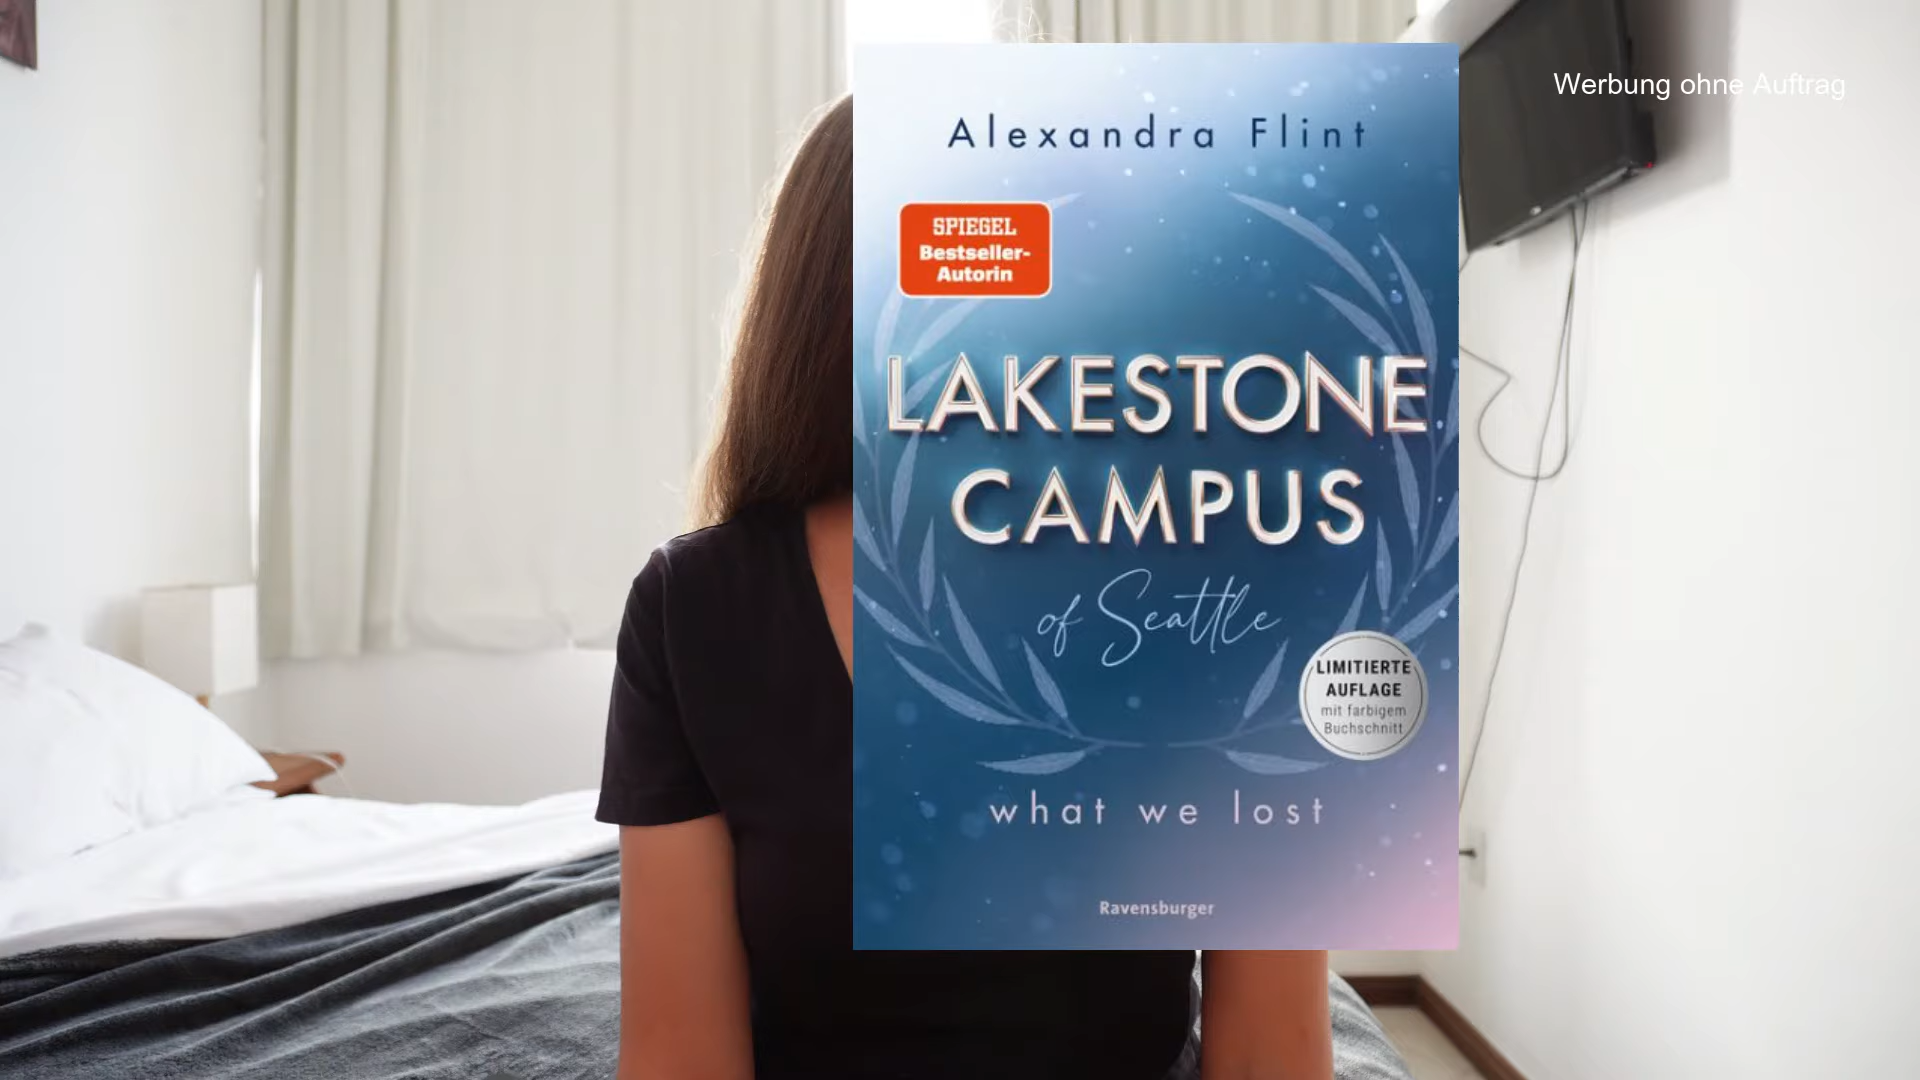 Werbung ohne Auftrag
Alexandra Flint
SPIEGEL
Bestseller-
Autorin
LAKESTONE
CAMPUS
of Seattle
LIMITIERTE
AUFLAGE
mit farbigem
Buchschnitt
what we lost
Ravensburger